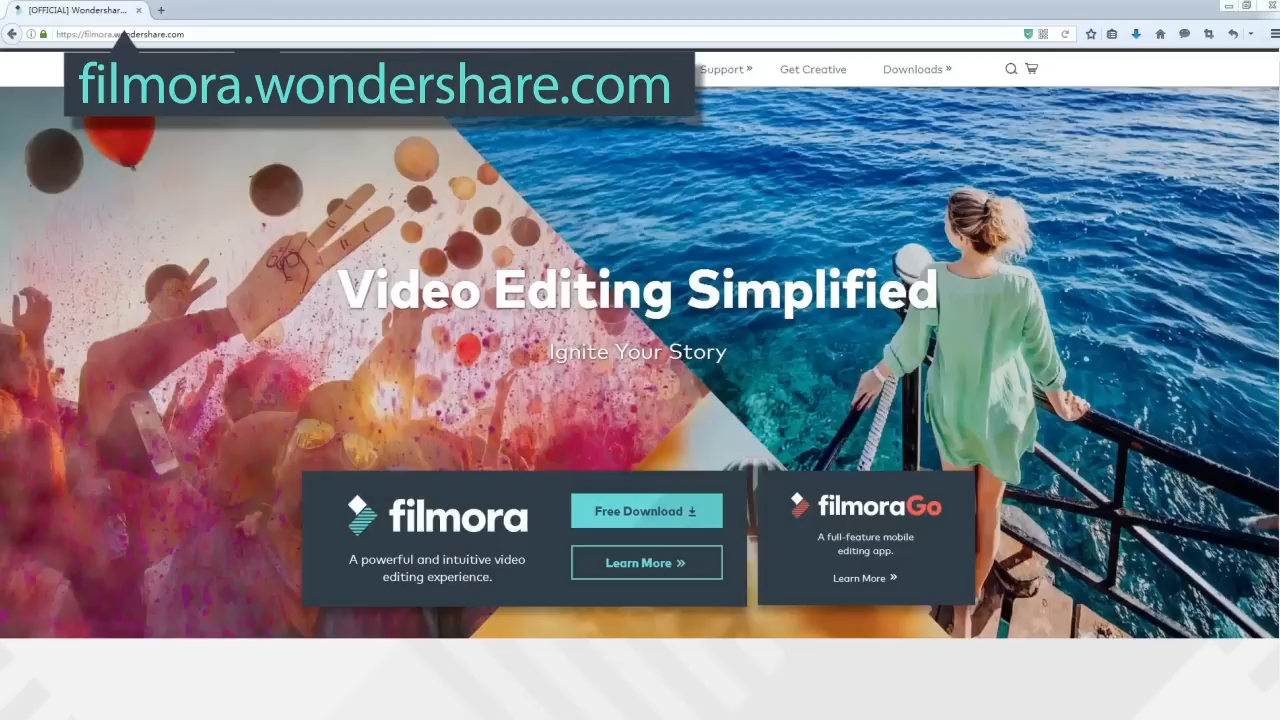 [OFFICIAL] Wondershar...
https://filmora.wondershare.com
filmora.wondershare.com
Support
Get Creative
Downloads
Video Editing Simplified
Ignite Your Story
filmora
A powerful and intuitive video
editing experience.
Free Download
Learn More
filmoraGo
A full-feature mobile
editing app.
Learn More